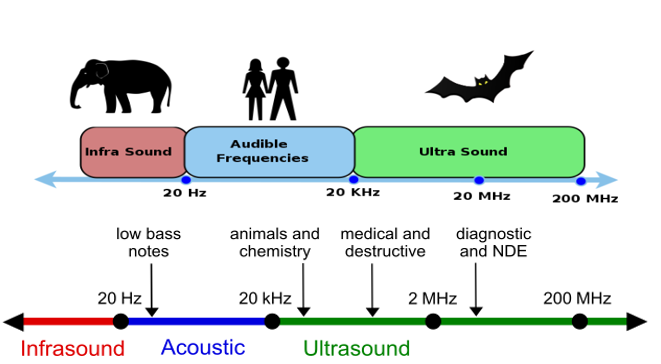 Infra Sound
Audible
Frequencies
Ultra Sound
20 Hz
20 KHz
20 MHz
200 MHz
low bass
notes
animals and
chemistry
medical and
destructive
diagnostic
and NDE
20 Hz
20 kHz
2 MHz
200 MHz
Infrasound
Acoustic
Ultrasound